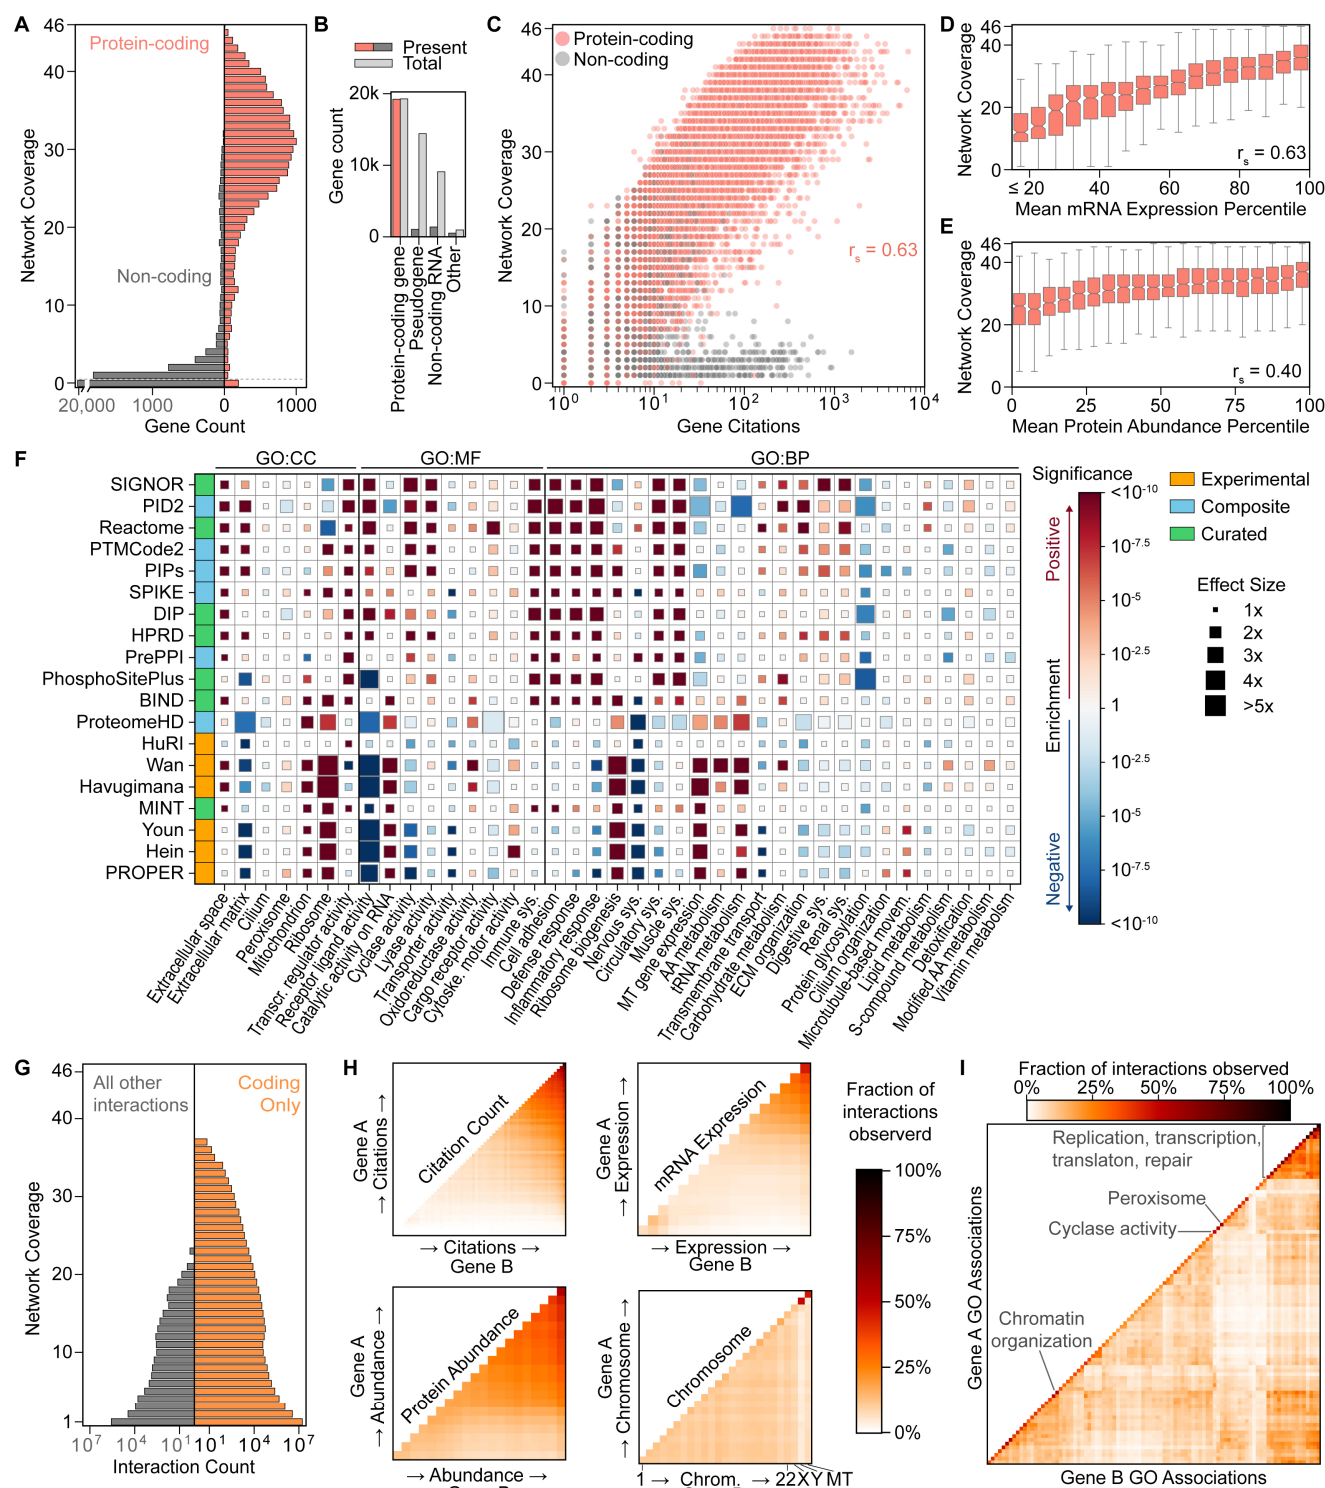 A
46
40
30
20
10
0
Network Coverage
Protein-coding
Non-coding
20,000
1000
0
1000
Gene Count
B
Present
Total
20k
10k
0
Gene count
Protein-coding gene
Pseudogene
Non-coding RNA
Other
C
46
40
30
20
10
0
Network Coverage
Protein-coding
Non-coding
rs = 0.63
10^0
10^1
10^2
10^3
10^4
Gene Citations
D
46
40
20
0
Network Coverage
rs = 0.63
≤ 20
40
60
80
100
Mean mRNA Expression Percentile
E
46
40
20
0
Network Coverage
rs = 0.40
0
25
50
75
100
Mean Protein Abundance Percentile
F
GO:CC
GO:MF
GO:BP
SIGNOR
PID2
Reactome
PTMCode2
PIPs
SPIKE
DIP
HPRD
PrePPI
PhosphoSitePlus
BIND
ProteomeHD
HuRI
Wan
Havugimana
MINT
Youn
Hein
PROPER
Extracellular space
Extracellular matrix
Cilium
Peroxisome
Mitochondrion
Ribosome
Transcr. regulator activity
Receptor ligand activity
Catalytic activity on RNA
Cyclase activity
Lyase activity
Transporter activity
Oxidoreductase activity
Cargo receptor activity
Cytoske. motor activity
Immune sys.
Cell adhesion
Defense response
Inflammatory response
Ribosome biogenesis
Nervous sys.
Circulatory sys.
Muscle sys.
MT gene expression
AA metabolism
rRNA metabolism
Transmembrane transport
Carbohydrate metabolism
ECM organization
Digestive sys.
Renal sys.
Protein glycosylation
Cilium organization
Microtubule-based movem.
Lipid metabolism
S-compound metabolism
Detoxification
Modified AA metabolism
Vitamin metabolsm
Significance
<10^-10
10^-7.5
10^-5
10^-2.5
1
10^-2.5
10^-5
10^-7.5
<10^-10
Positive
Enrichment
Negative
Experimental
Composite
Curated
Effect Size
1x
2x
3x
4x
>5x
G
46
40
30
20
10
1
Network Coverage
All other
interactions
Coding
Only
10^7
10^4
10^1
10^1
10^4
10^7
Interaction Count
H
Gene A
→ Citations →
Citation Count
→ Citations →
Gene B
Gene A
→ Expression →
mRNA Expression
→ Expression →
Gene B
Gene A
→ Abundance →
Protein Abundance
→ Abundance →
Gene A
→ Chromosome →
Chromosome
1 → Chrom. → 22XY MT
Fraction of
interactions
observerd
100%
75%
50%
25%
0%
I
Fraction of interactions observed
0%
25%
50%
75%
100%
Replication, transcription,
translaton, repair
Peroxisome
Cyclase activity
Chromatin
organization
Gene A GO Associations
Gene B GO Associations